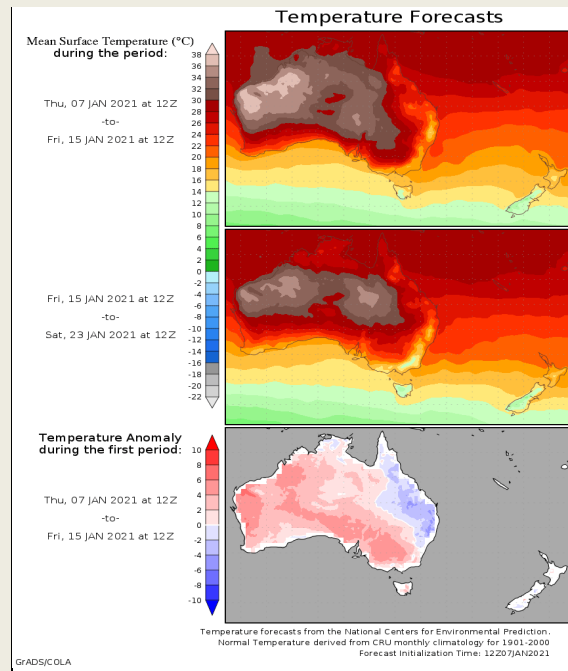 Temperature Forecasts
Mean Surface Temperature (°C)
during the period:
Thu, 07 JAN 2021 at 12Z
-to-
Fri, 15 JAN 2021 at 12Z
38
36
34
32
30
28
26
24
22
20
18
16
14
12
10
8
6
4
2
0
-2
-4
-6
-8
-10
-12
-14
-16
-18
-20
-22
Fri, 15 JAN 2021 at 12Z
-to-
Sat, 23 JAN 2021 at 12Z
Temperature Anomaly
during the first period:
Thu, 07 JAN 2021 at 12Z
-to-
Fri, 15 JAN 2021 at 12Z
10
8
6
4
2
0
-2
-4
-6
-8
-10
Temperature forecasts from the National Centers for Environmental Prediction.
Normal Temperature derived from CRU monthly climatology for 1901-2000
Forecast Initialization Time: 12Z07JAN2021
GrADS/COLA